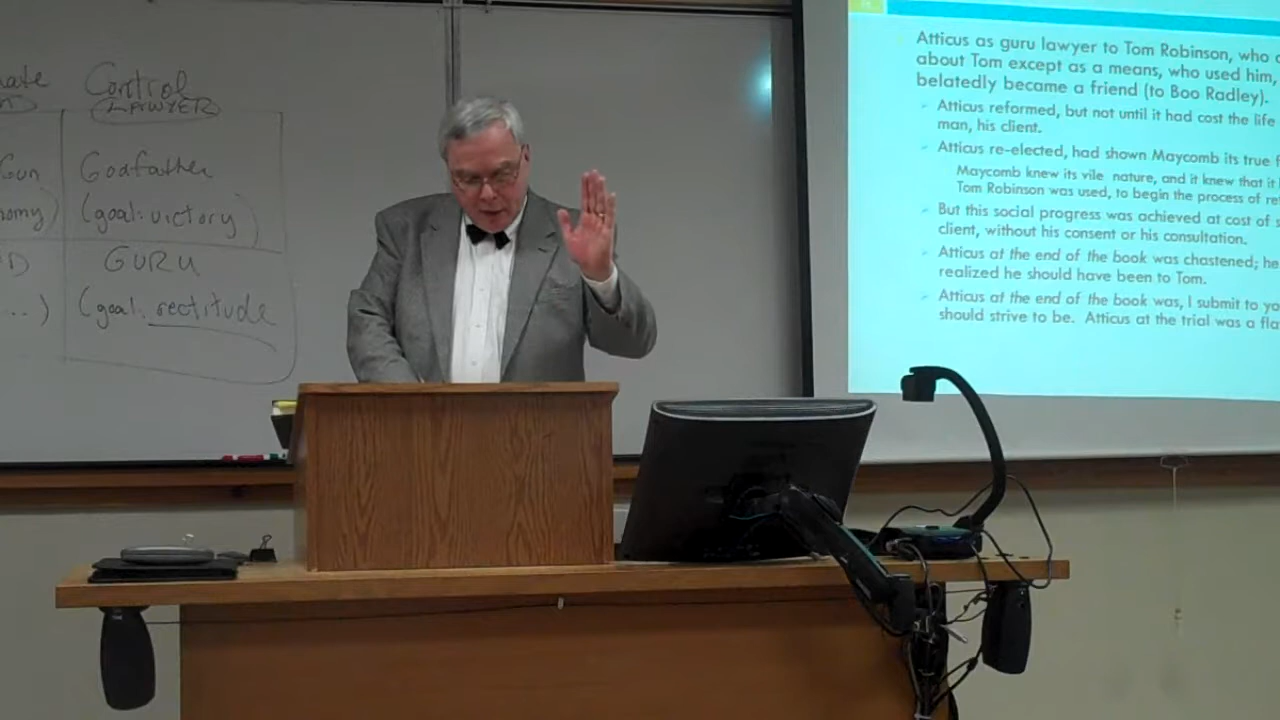 Control
LAWYER
Gun
Godfather
(goal: victory)
GURU
(goal: rectitude
...)
Atticus as guru lawyer to Tom Robinson, who
about Tom except as a means, who used him,
belatedly became a friend (to Boo Radley).
Atticus reformed, but not until it had cost the life
man, his client.
Atticus re-elected, had shown Maycomb its true
Maycomb knew its vile nature, and it knew that it
Tom Robinson was used, to begin the process of
But this social progress was achieved at cost of
client, without his consent or his consultation.
Atticus at the end of the book was chastened; he
realized he should have been to Tom.
Atticus at the end of the book was, I submit to
should strive to be. Atticus at the trial was a